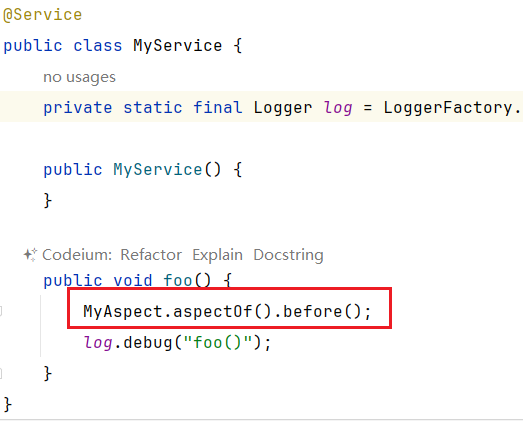 @Service
public class MyService {
no usages
private static final Logger log = LoggerFactory.
public MyService() {
}
Codeium: Refactor Explain Docstring
public void foo() {
MyAspect.aspectOf().before();
log.debug("foo()");
}
}